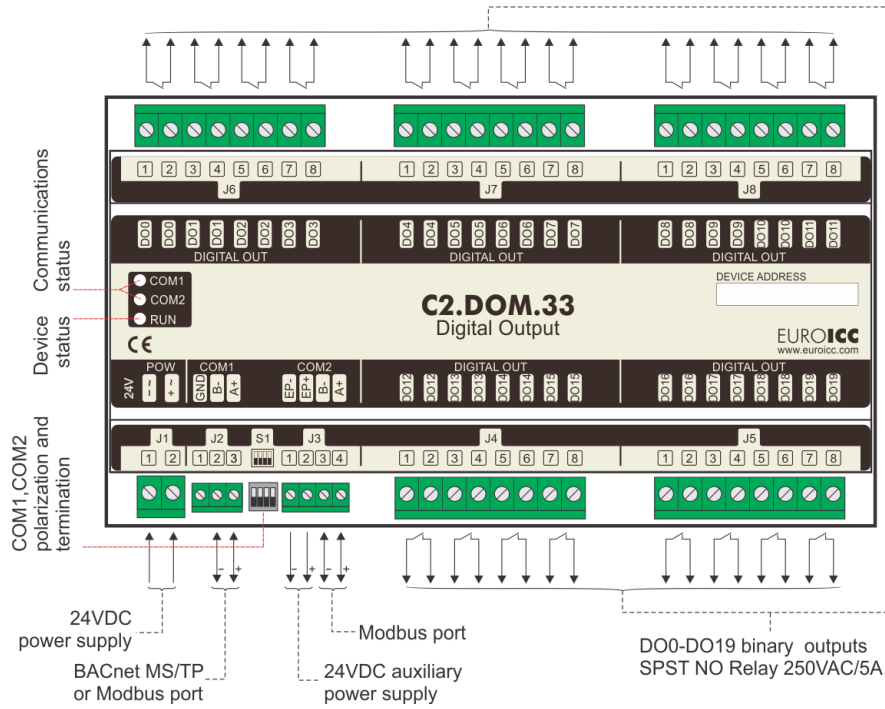 1 2 3 4 5 6 7 8
J6
1 2 3 4 5 6 7 8
J7
1 2 3 4 5 6 7 8
J8
DO0 DO0 DO1 DO1 DO2 DO2 DO3 DO3
DIGITAL OUT
DO4 DO4 DO5 DO5 DO6 DO6 DO7 DO7
DIGITAL OUT
DO8 DO8 DO9 DO9 DO10 DO10 DO11 DO11
DIGITAL OUT
Communications
status
COM1
COM2
Device
status
RUN
CE
C2.DOM.33
Digital Output
DEVICE ADDRESS
EUROICC
www.euroicc.com
24V
POW
- ~
+ ~
COM1
GND B- A+
COM2
EP- EP+ B- A+
DIGITAL OUT
DO12 DO12 DO13 DO13 DO14 DO14 DO15 DO15
DIGITAL OUT
DO16 DO16 DO17 DO17 DO18 DO18 DO19 DO19
J1
1 2
J2
1 2 3
S1
J3
1 2 3 4
J4
1 2 3 4 5 6 7 8
J5
1 2 3 4 5 6 7 8
COM1,COM2
polarization and
termination
- +
- +
- +
24VDC
power supply
BACnet MS/TP
or Modbus port
Modbus port
24VDC auxiliary
power supply
DO0-DO19 binary outputs
SPST NO Relay 250VAC/5A